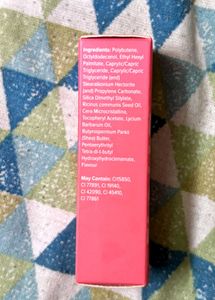 Ingredients: Polybutene,
Octyldodecanol, Ethyl Hexyl
Palmitate, Caprylic/Capric
Triglyceride, Caprylic/Capric
Triglyceride (and)
Stearalkonium Hectorite
(and) Propylene Carbonate,
Silica Dimethyl Silylate,
Ricinus communis Seed Oil,
Cera Microcristallina,
Tocopheryl Acetate, Lycium
Barbarum Oil,
Butyrospermum Parkii
(Shea) Butter,
Pentaerythrityl
Tetra-di-t-butyl
Hydroxyhydrocinnamate,
Flavour
May Contain: CI15850,
CI 77891, CI 19140,
CI 42090, CI 45410,
CI 77861